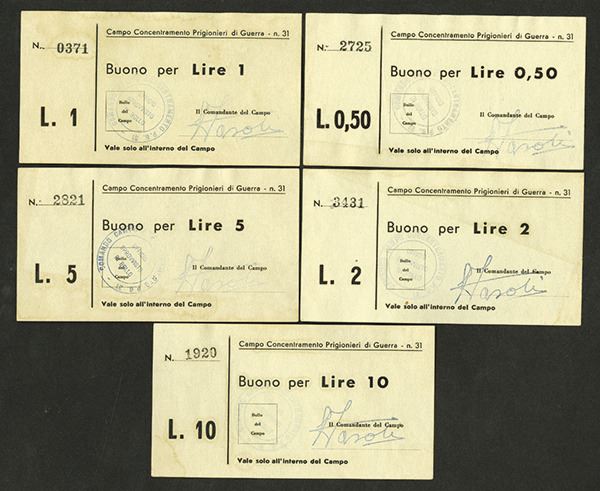 N. 0371
Campo Concentramento Prigionieri di Guerra - n. 31
Buono per Lire 1
L. 1
Bollo
del
Campo
Il Comandante del Campo
Vale solo all'interno del Campo
N. 2725
Campo Concentramento Prigionieri di Guerra - n. 31
Buono per Lire 0,50
L. 0,50
Bollo
del
Campo
Il Comandante del Campo
Vale solo all'interno del Campo
N. 2821
Campo Concentramento Prigionieri di Guerra - n. 31
Buono per Lire 5
L. 5
Bollo
del
Campo
Il Comandante del Campo
Vale solo all'interno del Campo
N. 3431
Campo Concentramento Prigionieri di Guerra - n. 31
Buono per Lire 2
L. 2
Bollo
del
Campo
Il Comandante del Campo
Vale solo all'interno del Campo
N. 1920
Campo Concentramento Prigionieri di Guerra - n. 31
Buono per Lire 10
L. 10
Bollo
del
Campo
Il Comandante del Campo
Vale solo all'interno del Campo